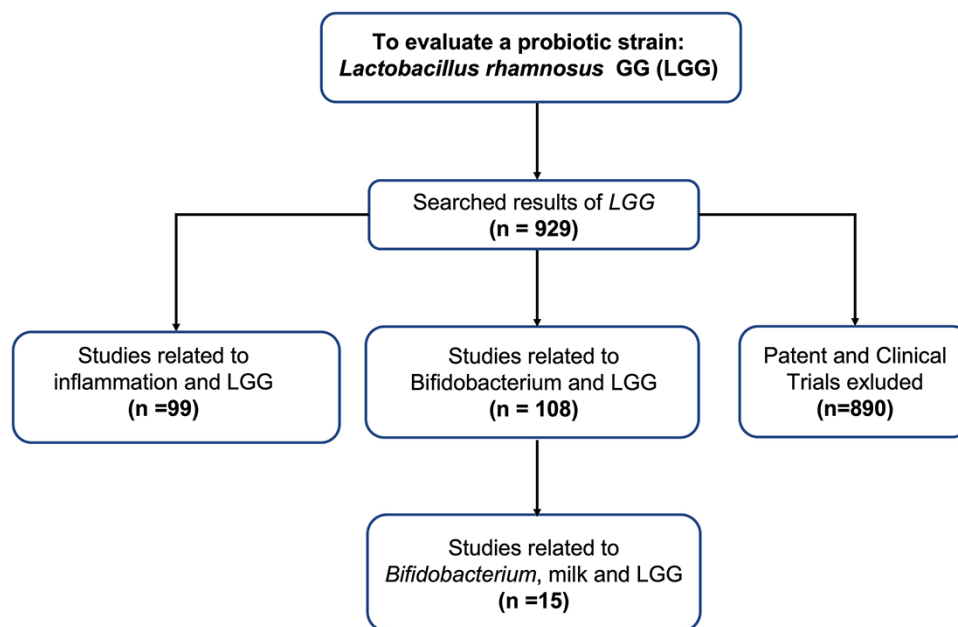 To evaluate a probiotic strain:
Lactobacillus rhamnosus GG (LGG)
Searched results of LGG
(n = 929)
Studies related to
inflammation and LGG
(n =99)
Studies related to
Bifidobacterium and LGG
(n = 108)
Patent and Clinical
Trials exluded
(n=890)
Studies related to
Bifidobacterium, milk and LGG
(n =15)